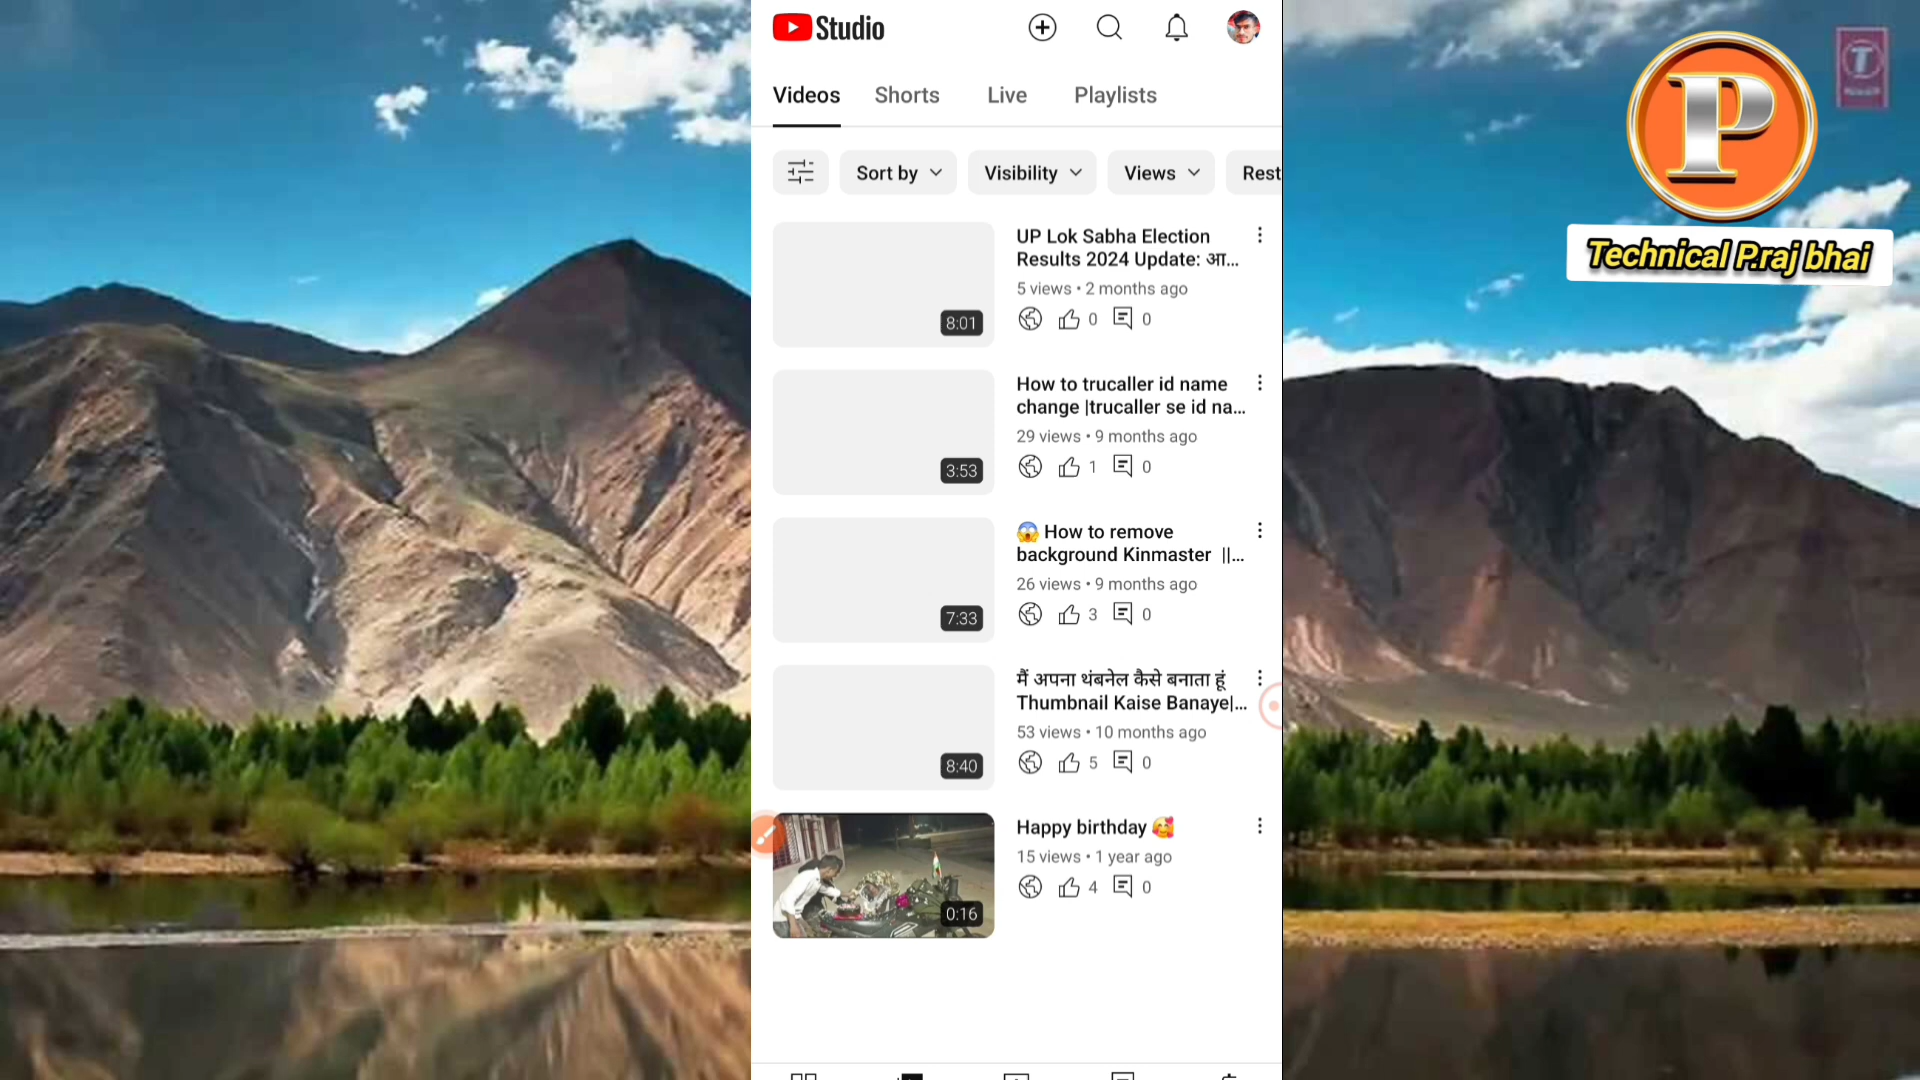 Studio
Videos Shorts Live Playlists
Sort by Visibility Views Rest
UP Lok Sabha Election
Results 2024 Update: आ...
5 views • 2 months ago
0 0
8:01
How to trucaller id name
change |trucaller se id na...
29 views • 9 months ago
1 0
3:53
😱 How to remove
background Kinmaster ||...
26 views • 9 months ago
3 0
7:33
मैं अपना थंबनेल कैसे बनाता हूं
Thumbnail Kaise Banaye|...
53 views • 10 months ago
5 0
8:40
Happy birthday 🥰
15 views • 1 year ago
4 0
0:16
P
Technical P.raj bhai
T